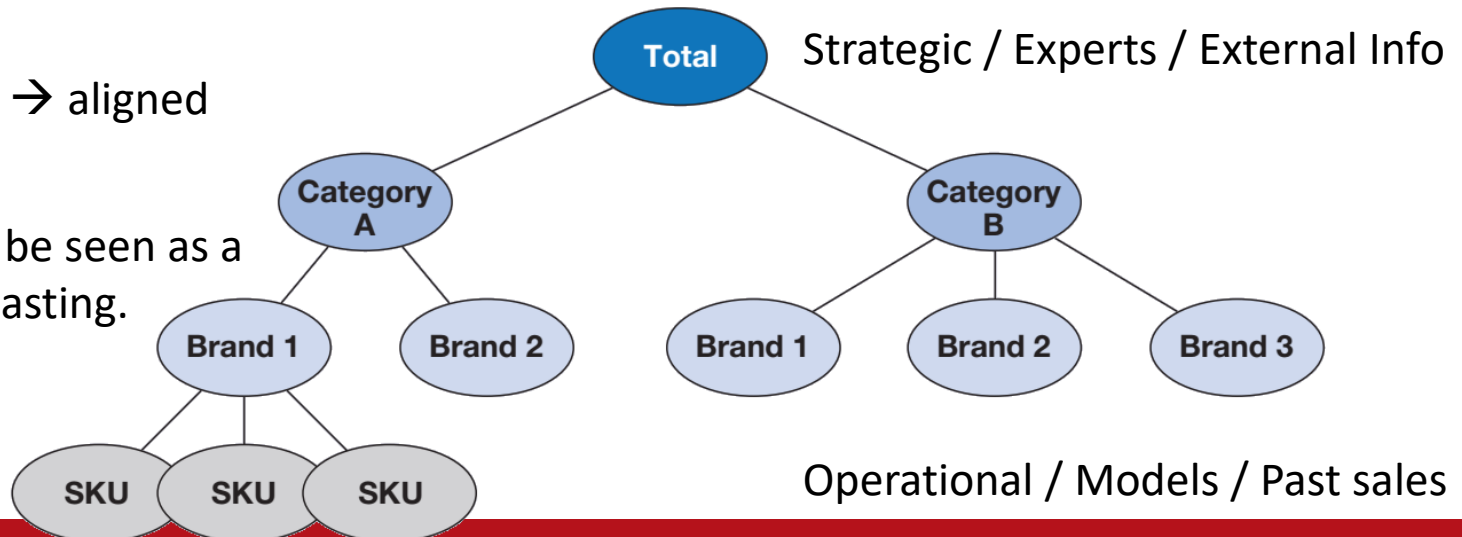 Total
Strategic / Experts / External Info
→ aligned
Category
A
Category
B
be seen as a
asting.
Brand 1
Brand 2
Brand 1
Brand 2
Brand 3
SKU
SKU
SKU
Operational / Models / Past sales